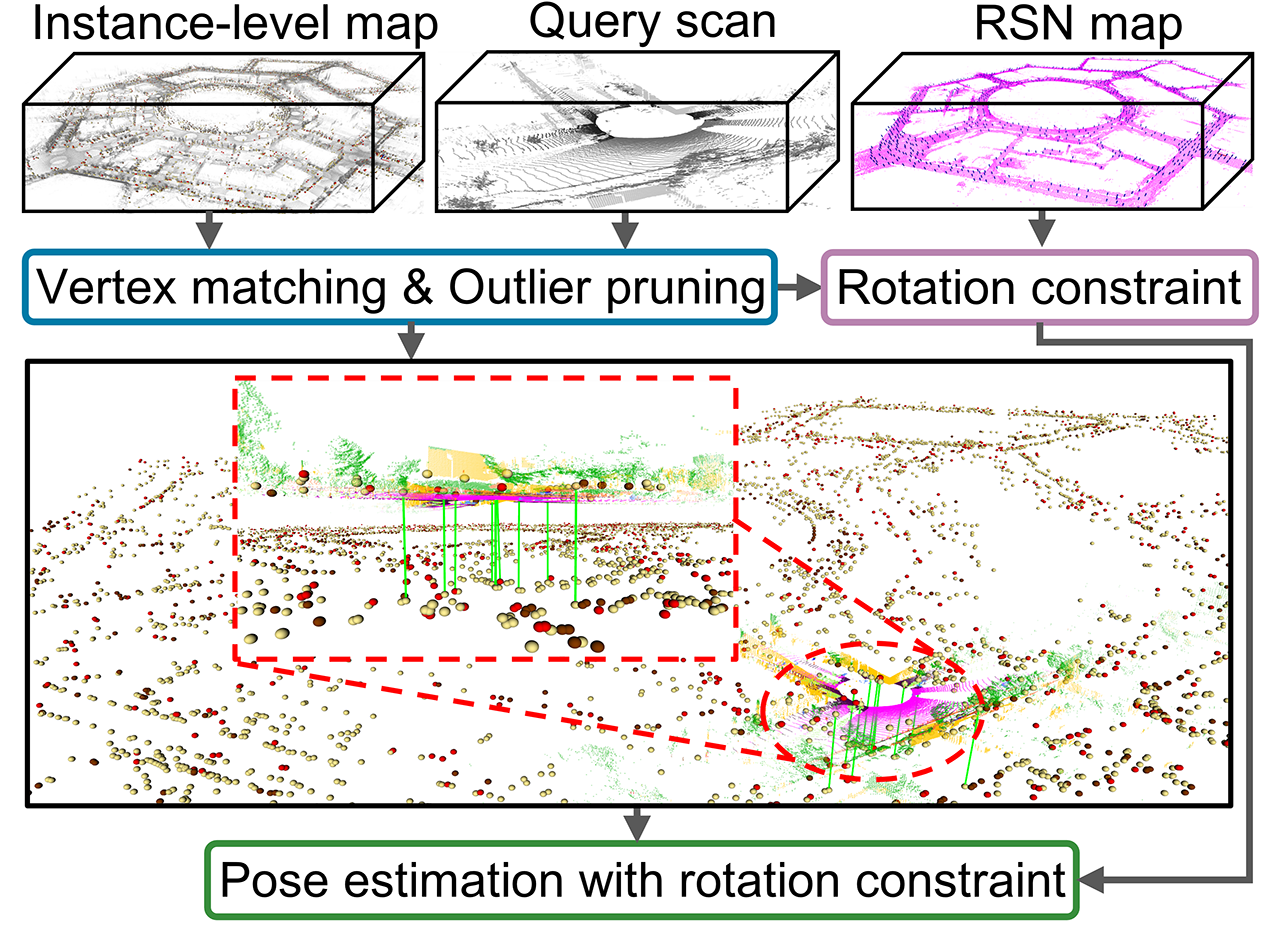 Instance-level map
Query scan
RSN map
Vertex matching & Outlier pruning
Rotation constraint
Pose estimation with rotation constraint